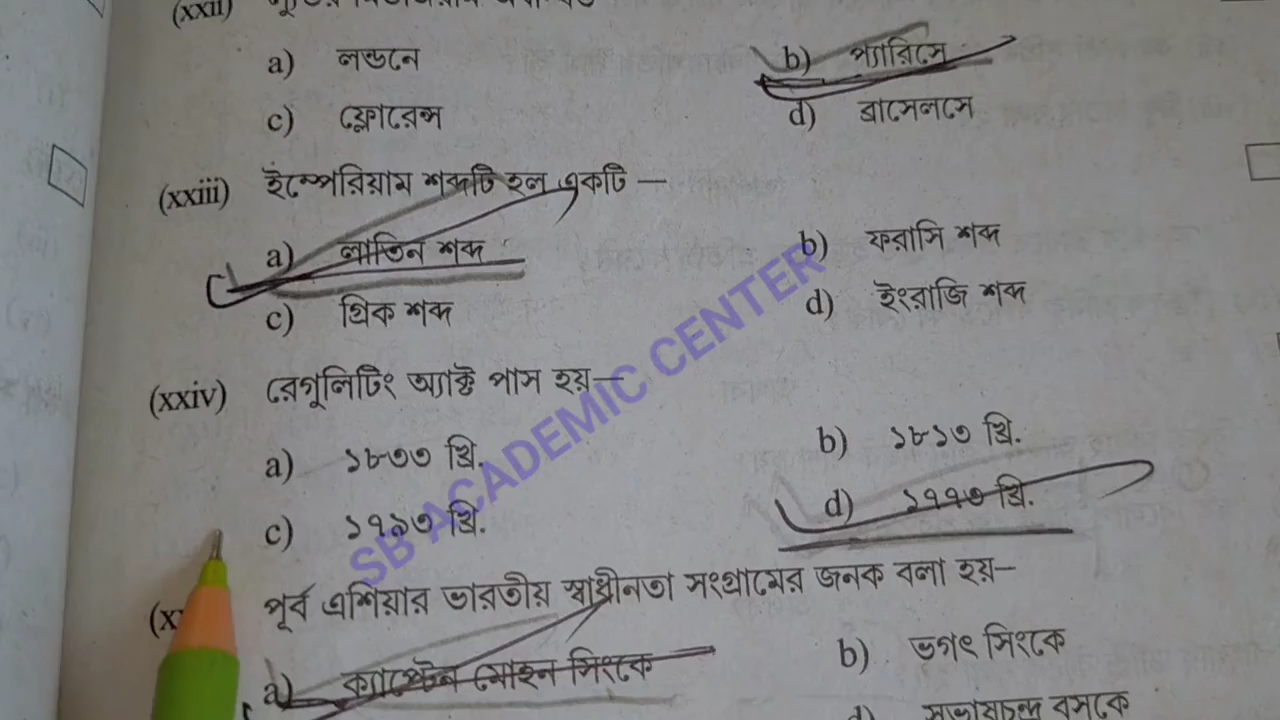 (xxii)
a) লন্ডনে b) প্যারিসে
c) ফ্লোরেন্স d) ব্রাসেলসে
(xxiii) ইম্পেরিয়াম শব্দটি হল একটি —
a) লাতিন শব্দ b) ফরাসি শব্দ
c) গ্রিক শব্দ d) ইংরাজি শব্দ
(xxiv) রেগুলিটিং অ্যাক্ট পাস হয়—
a) ১৮৩৩ খ্রি. b) ১৮১৩ খ্রি.
c) ১৭৯৩ খ্রি. d) ১৭৭৩ খ্রি.
পূর্ব এশিয়ার ভারতীয় স্বাধীনতা সংগ্রামের জনক বলা হয়—
a) ক্যাপ্টেন মোহন সিংকে b) ভগৎ সিংকে
d) সুভাষচন্দ্র বসুকে
SB ACADEMIC CENTER